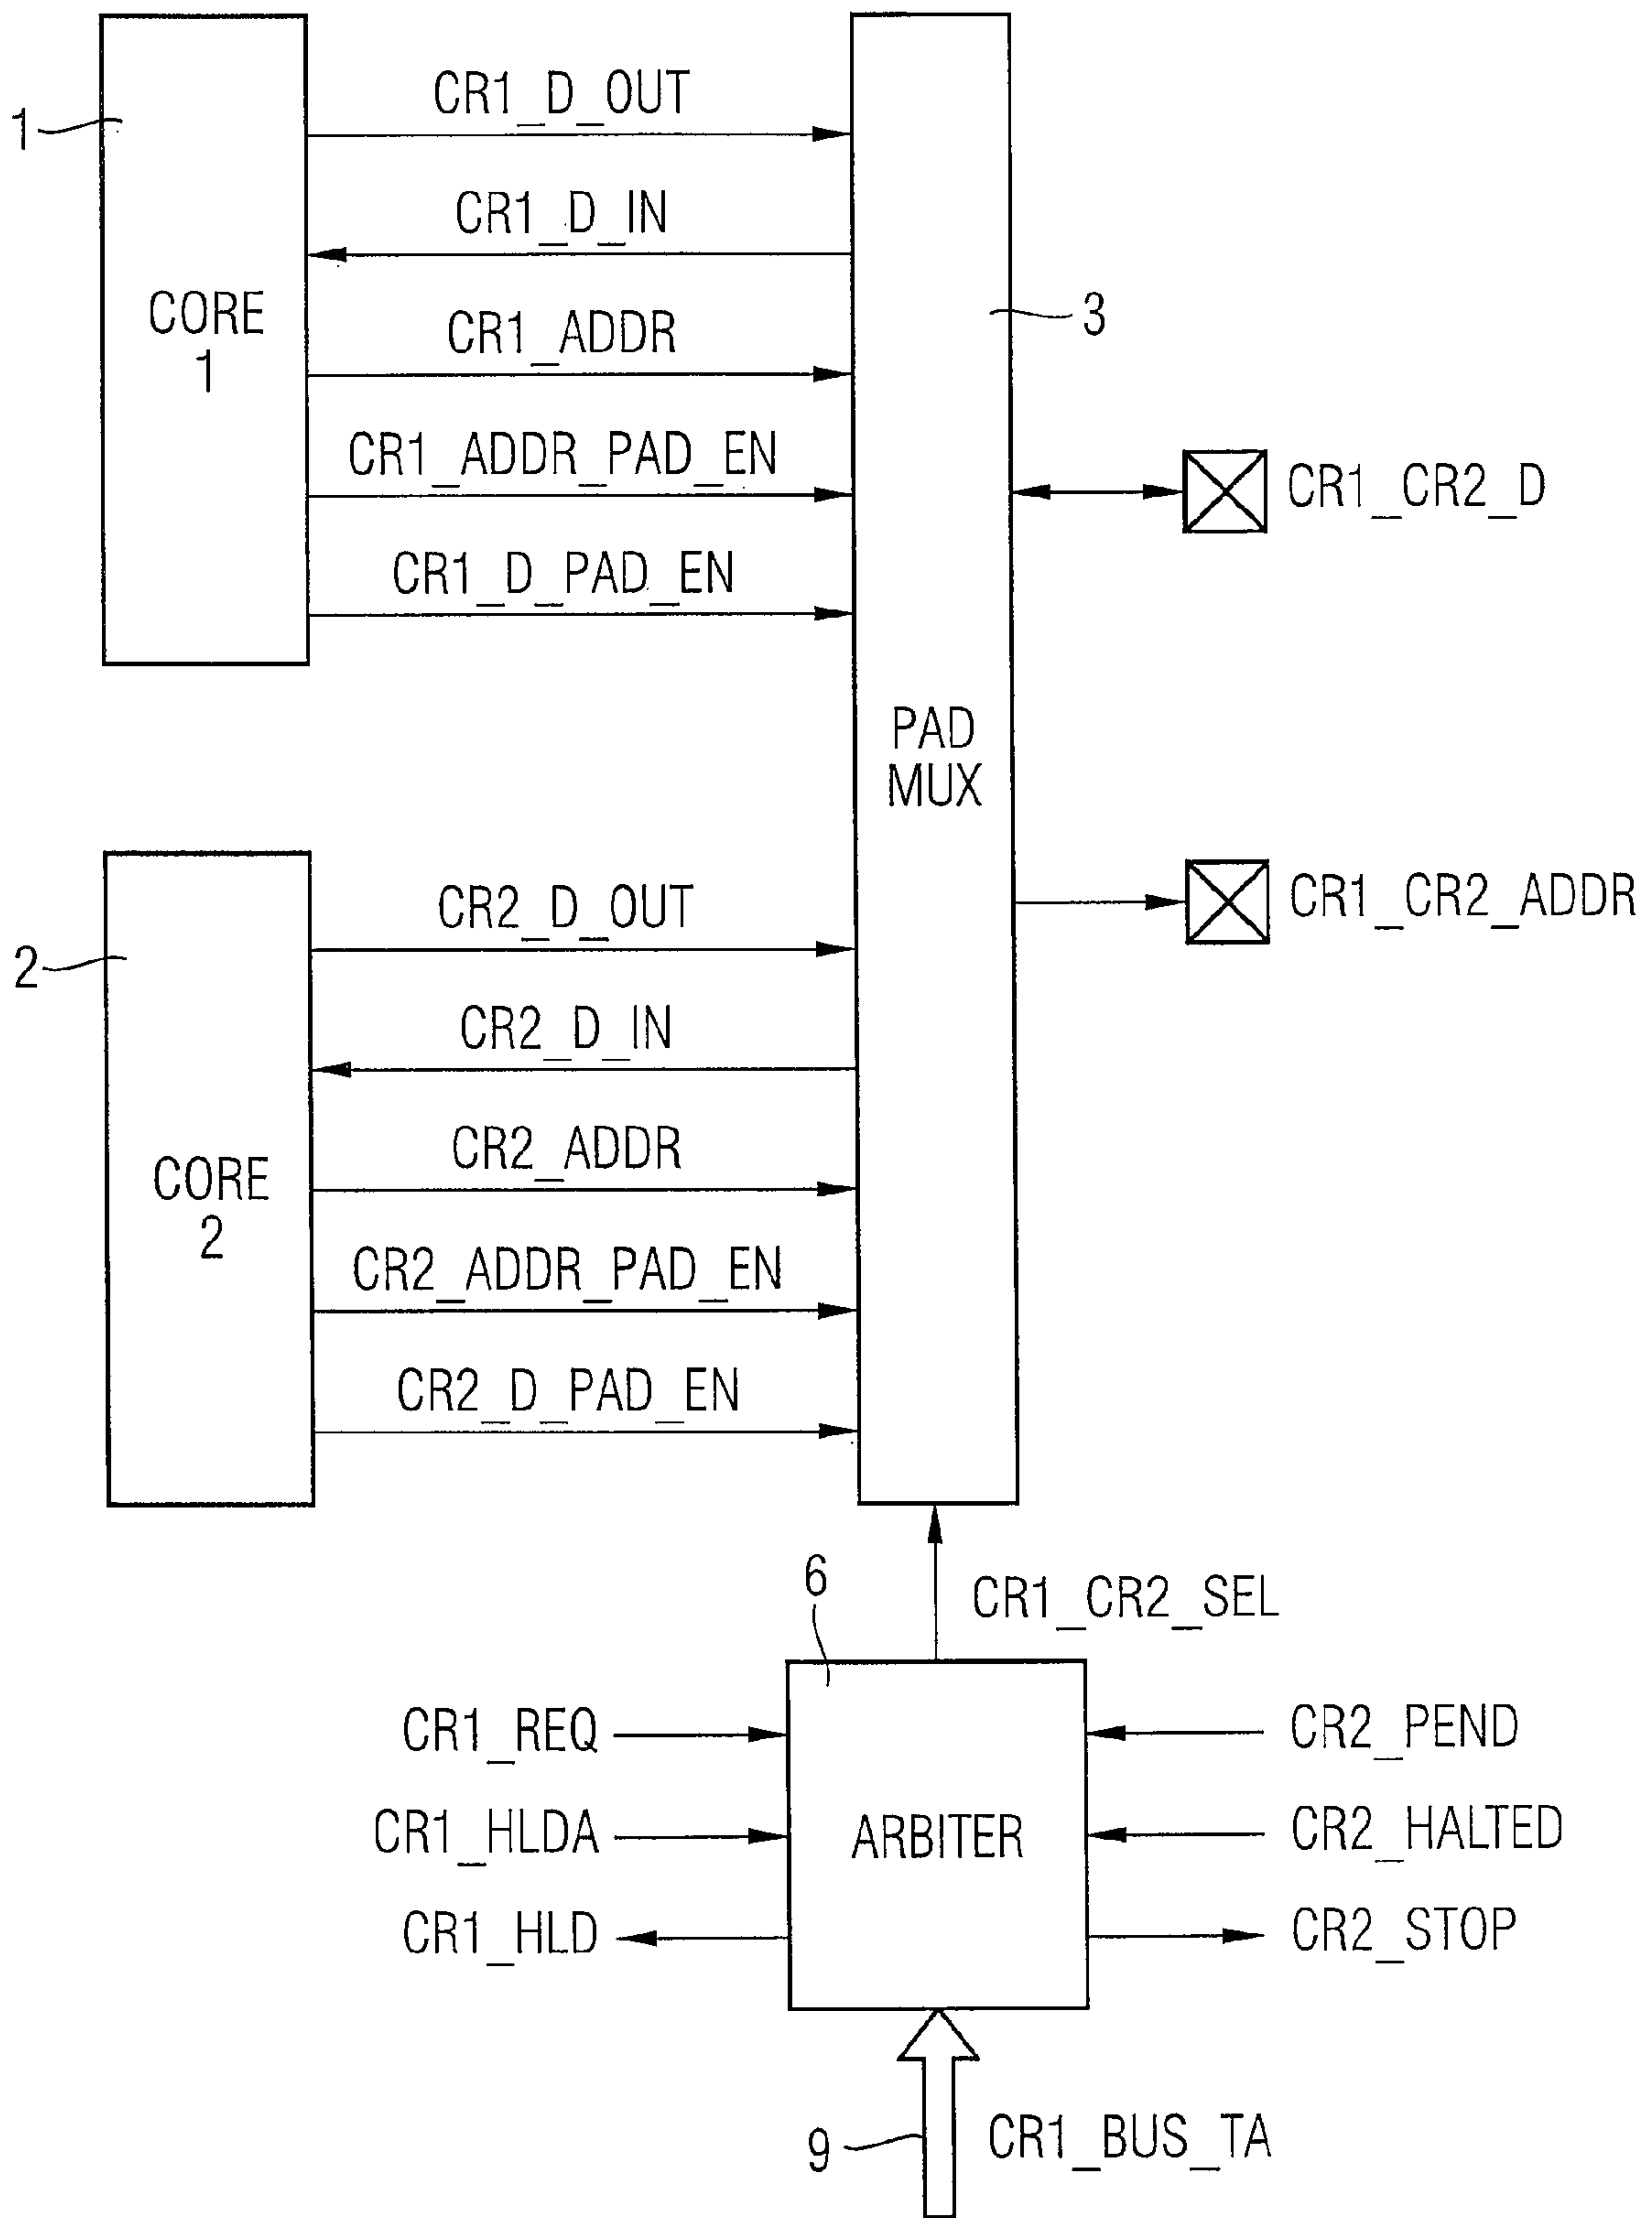 CR1_D_OUT
1
CR1_D_IN
CORE
1
CR1_ADDR
3
CR1_ADDR_PAD_EN
CR1_CR2_D
CR1_D_PAD_EN
PAD
MUX
CR2_D_OUT
CR1_CR2_ADDR
2
CR2_D_IN
CORE
2
CR2_ADDR
CR2_ADDR_PAD_EN
CR2_D_PAD_EN
6
CR1_CR2_SEL
CR1_REQ
CR2_PEND
CR1_HLDA
ARBITER
CR2_HALTED
CR1_HLD
CR2_STOP
9
CR1_BUS_TA